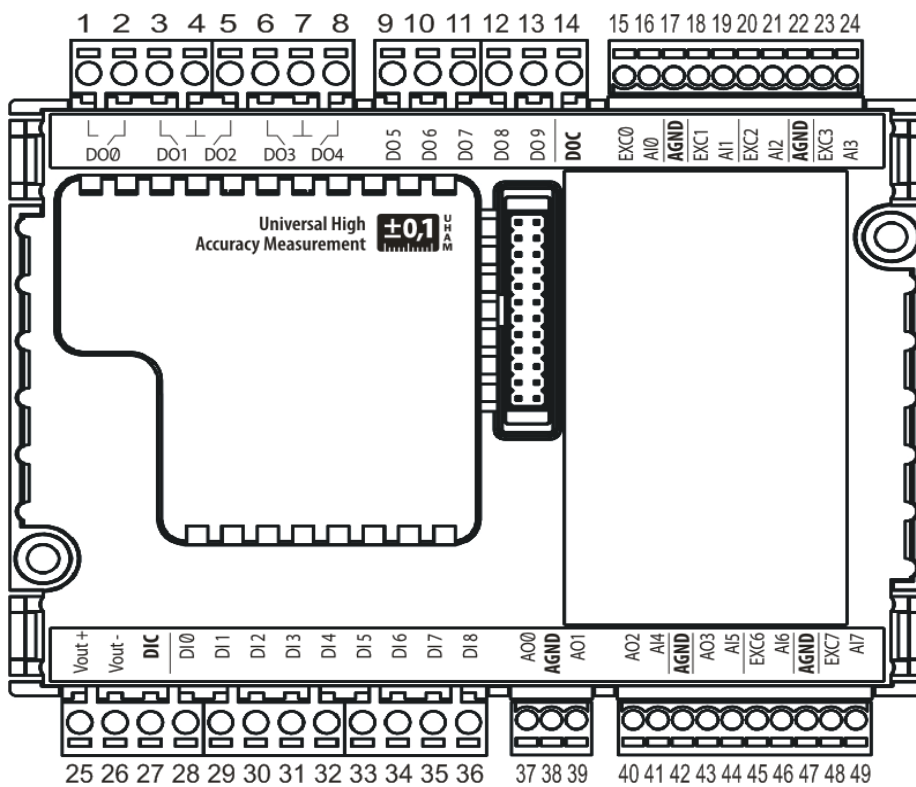 1 2 3 4 5 6 7 8 9 10 11 12 13 14 15 16 17 18 19 20 21 22 23 24
DO0 DO1 DO2 DO3 DO4 DO5 DO6 DO7 DO8 DO9 DOC EXC0 AI0 AGND EXC1 AI1 EXC2 AI2 AGND EXC3 AI3
Universal High
Accuracy Measurement
±0,1
UHAM
Vout+ Vout- DIC DI0 DI1 DI2 DI3 DI4 DI5 DI6 DI7 DI8 AO0 AGND AO1 AO2 AI4 AGND AO3 AI5 EXC6 AI6 AGND EXC7 AI7
25 26 27 28 29 30 31 32 33 34 35 36 37 38 39 40 41 42 43 44 45 46 47 48 49